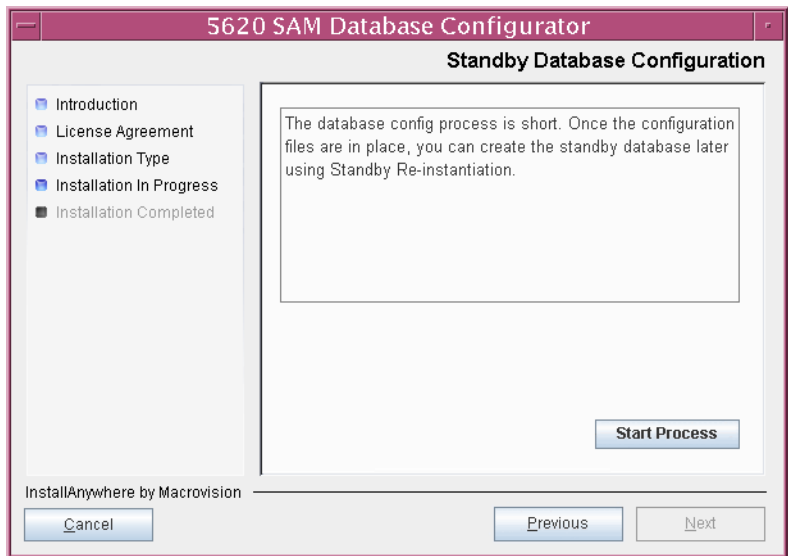 5620 SAM Database Configurator
Standby Database Configuration
Introduction
License Agreement
Installation Type
Installation In Progress
Installation Completed
The database config process is short. Once the configuration
files are in place, you can create the standby database later
using Standby Re-instantiation.
Start Process
InstallAnywhere by Macrovision
Cancel
Previous
Next